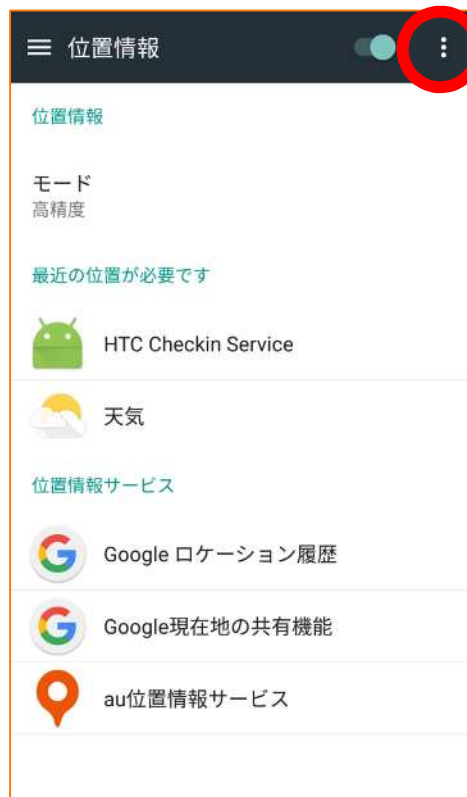 位置情報
位置情報
モード
高精度
最近の位置が必要です
HTC Checkin Service
天気
位置情報サービス
Google ロケーション履歴
Google現在地の共有機能
au位置情報サービス